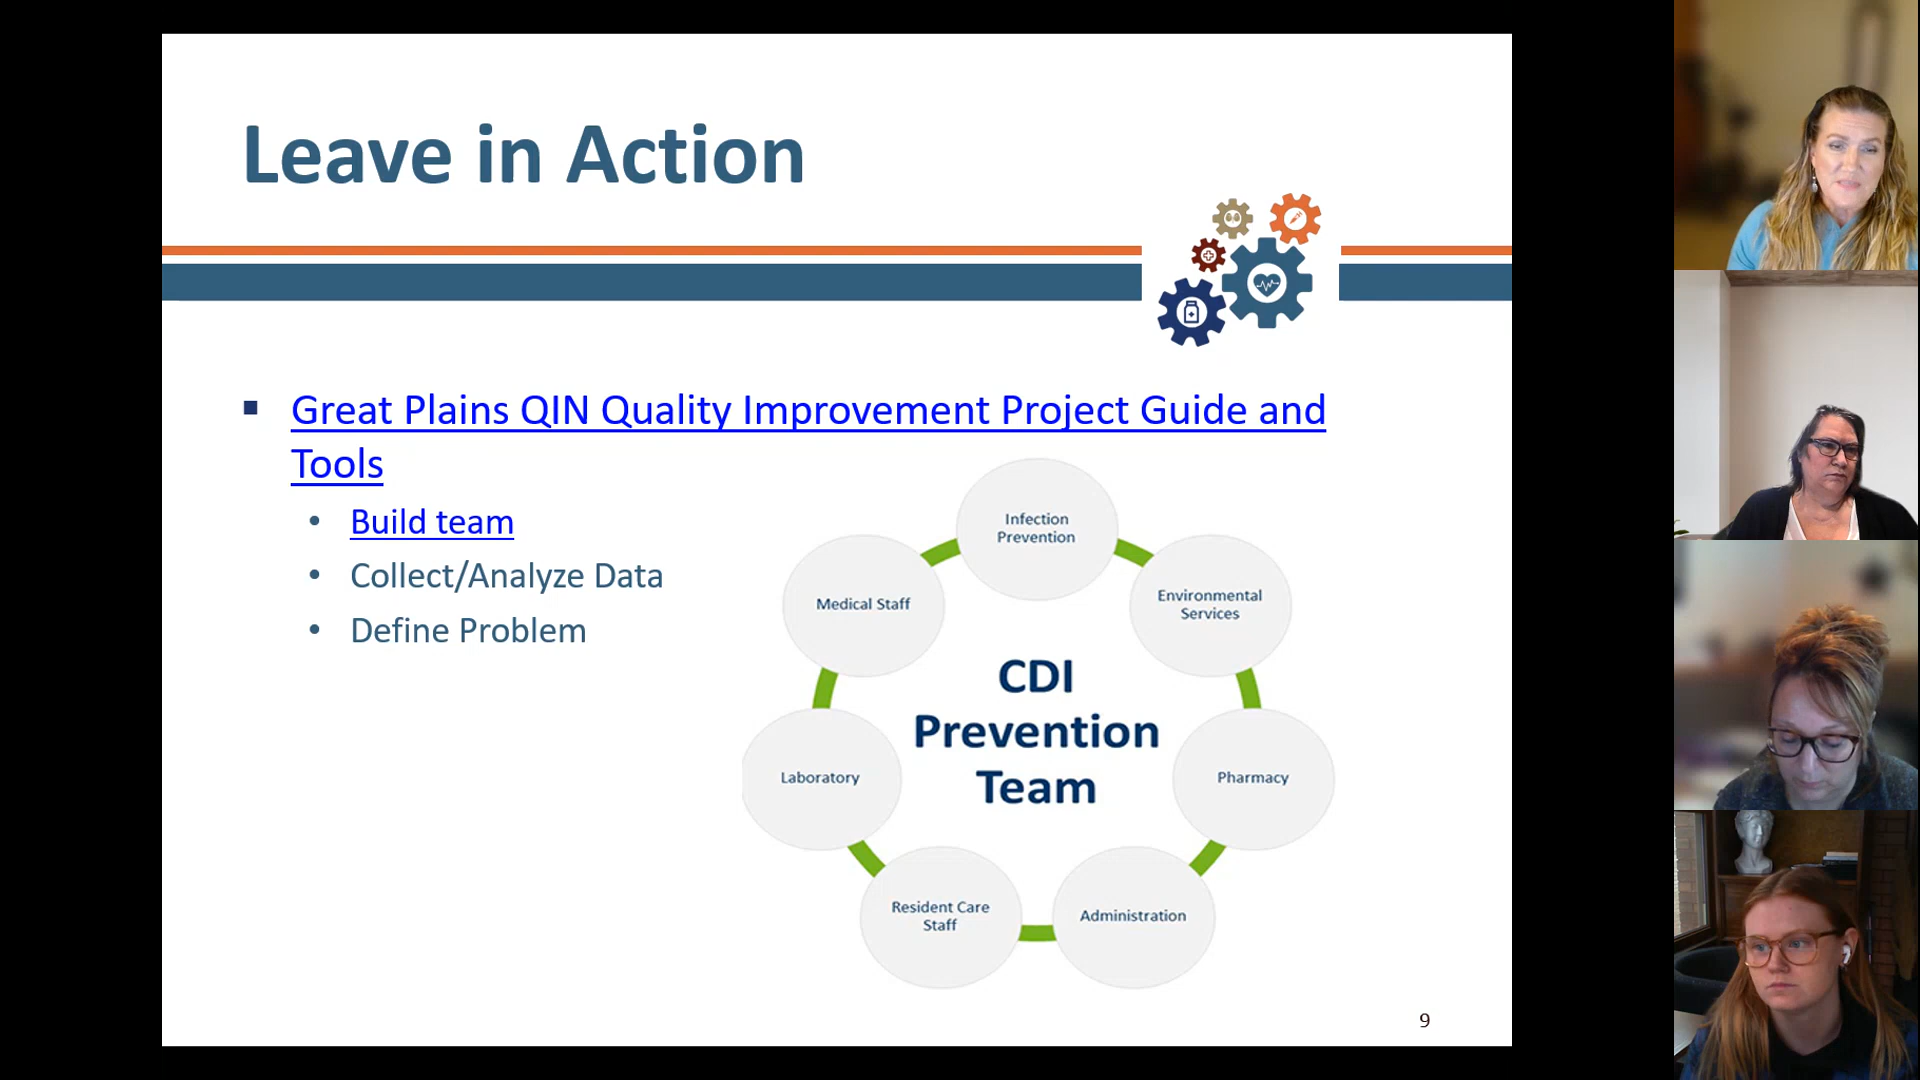 Leave in Action
Great Plains QIN Quality Improvement Project Guide and
Tools
Build team
Collect/Analyze Data
Define Problem
Infection
Prevention
Medical Staff
Environmental
Services
CDI
Prevention
Team
Laboratory
Pharmacy
Resident Care
Staff
Administration
9